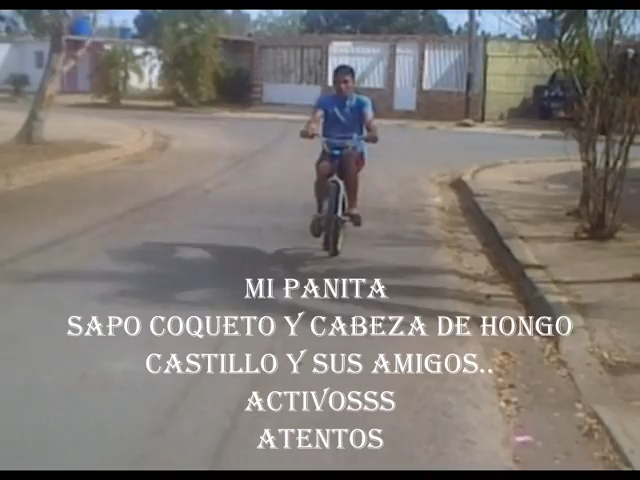 MI PANITA
SAPO COQUETO Y CABEZA DE HONGO
CASTILLO Y SUS AMIGOS..
ACTIVOSSS
ATENTOS